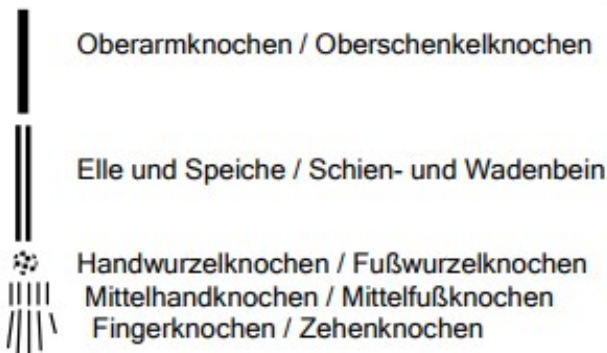 Oberarmknochen / Oberschenkelknochen
Elle und Speiche / Schien- und Wadenbein
Handwurzelknochen / Fußwurzelknochen
Mittelhandknochen / Mittelfußknochen
Fingerknochen / Zehenknochen